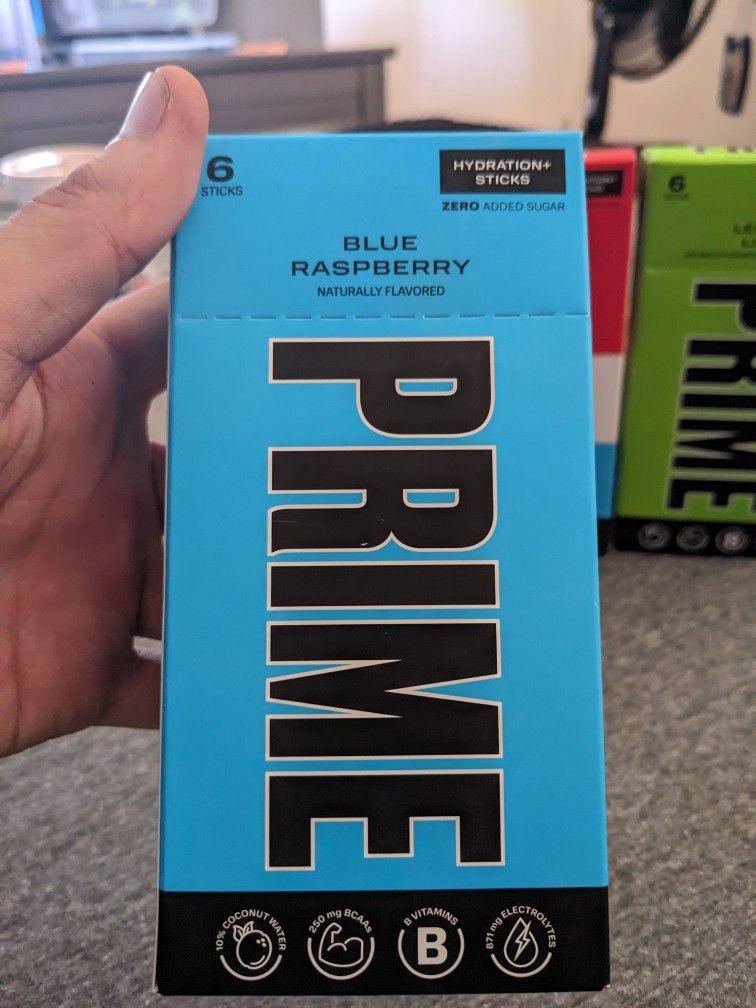 6
STICKS
HYDRATION+
STICKS
ZERO ADDED SUGAR
BLUE
RASPBERRY
NATURALLY FLAVORED
PRIME
10% COCONUT WATER
250 mg BCAAs
B VITAMINS
B
871 mg ELECTROLYTES
6
PRIME
B